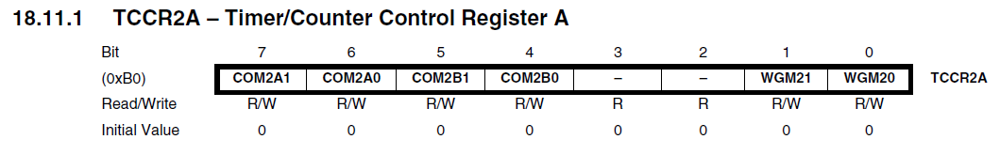 18.11.1 TCCR2A – Timer/Counter Control Register A
Bit 7 6 5 4 3 2 1 0
(0xB0) COM2A1 COM2A0 COM2B1 COM2B0 – – WGM21 WGM20 TCCR2A
Read/Write R/W R/W R/W R/W R R R/W R/W
Initial Value 0 0 0 0 0 0 0 0